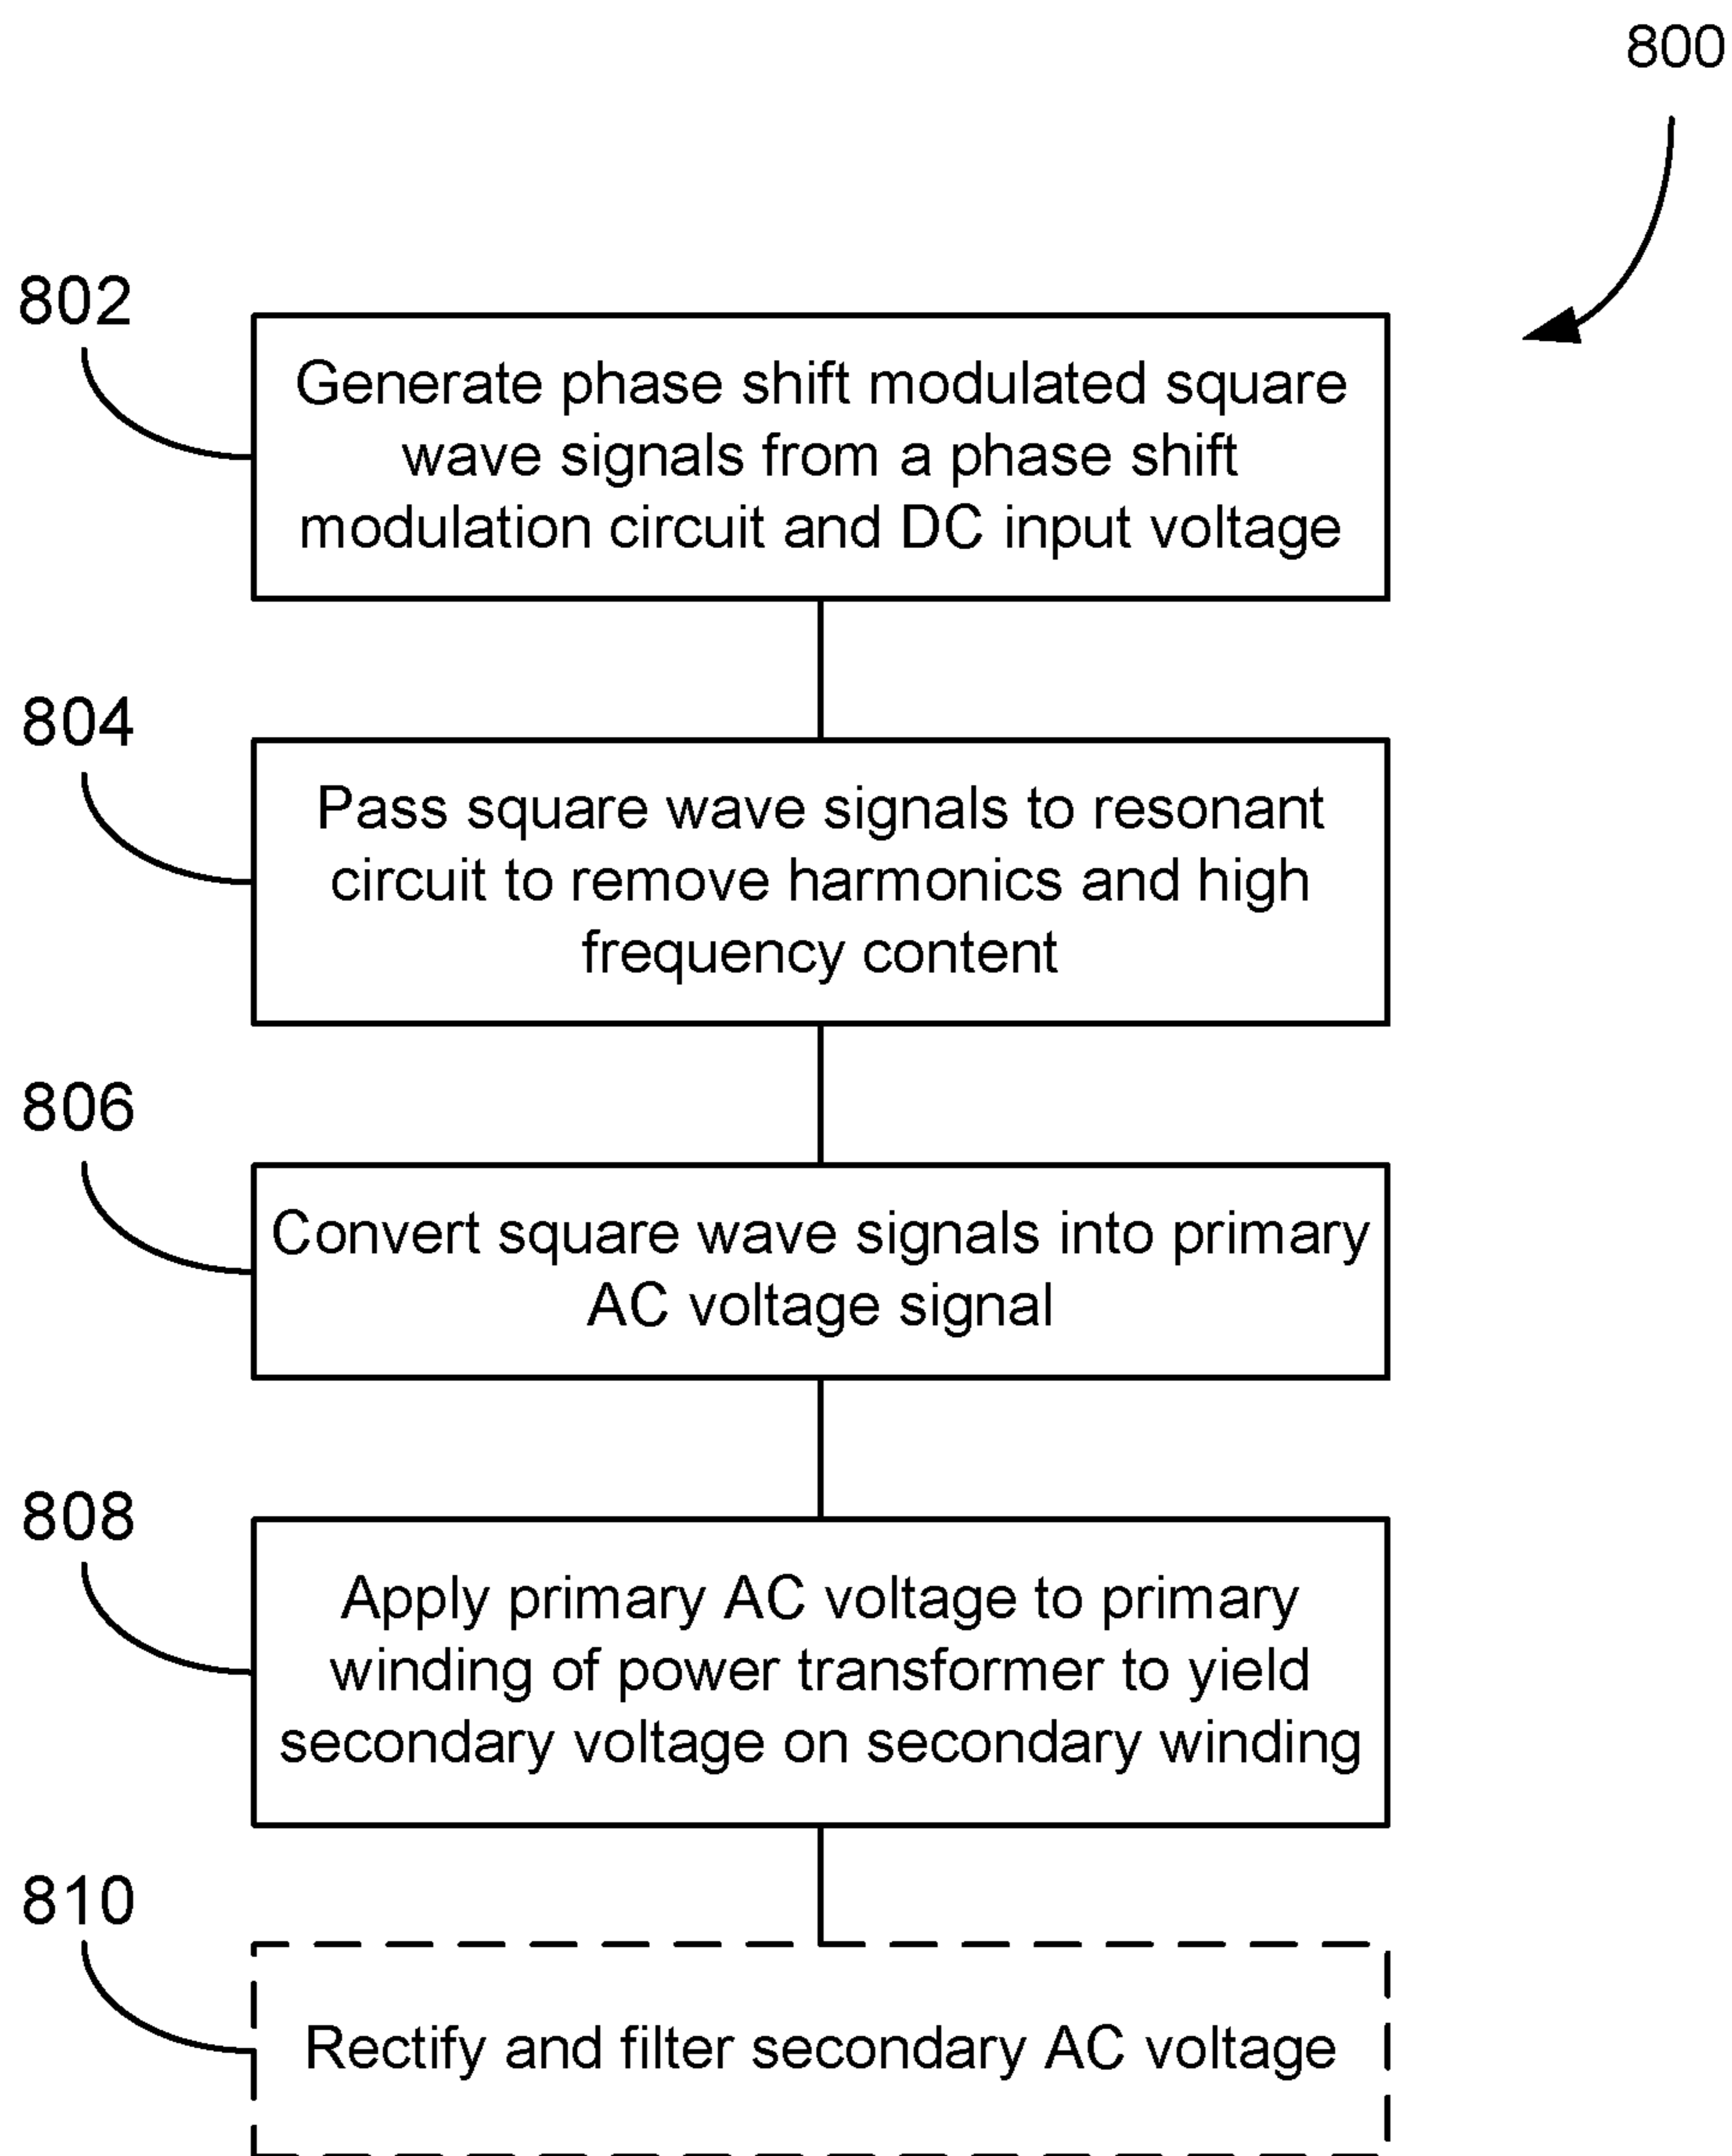 800
802
Generate phase shift modulated square
wave signals from a phase shift
modulation circuit and DC input voltage
804
Pass square wave signals to resonant
circuit to remove harmonics and high
frequency content
806
Convert square wave signals into primary
AC voltage signal
808
Apply primary AC voltage to primary
winding of power transformer to yield
secondary voltage on secondary winding
810
Rectify and filter secondary AC voltage